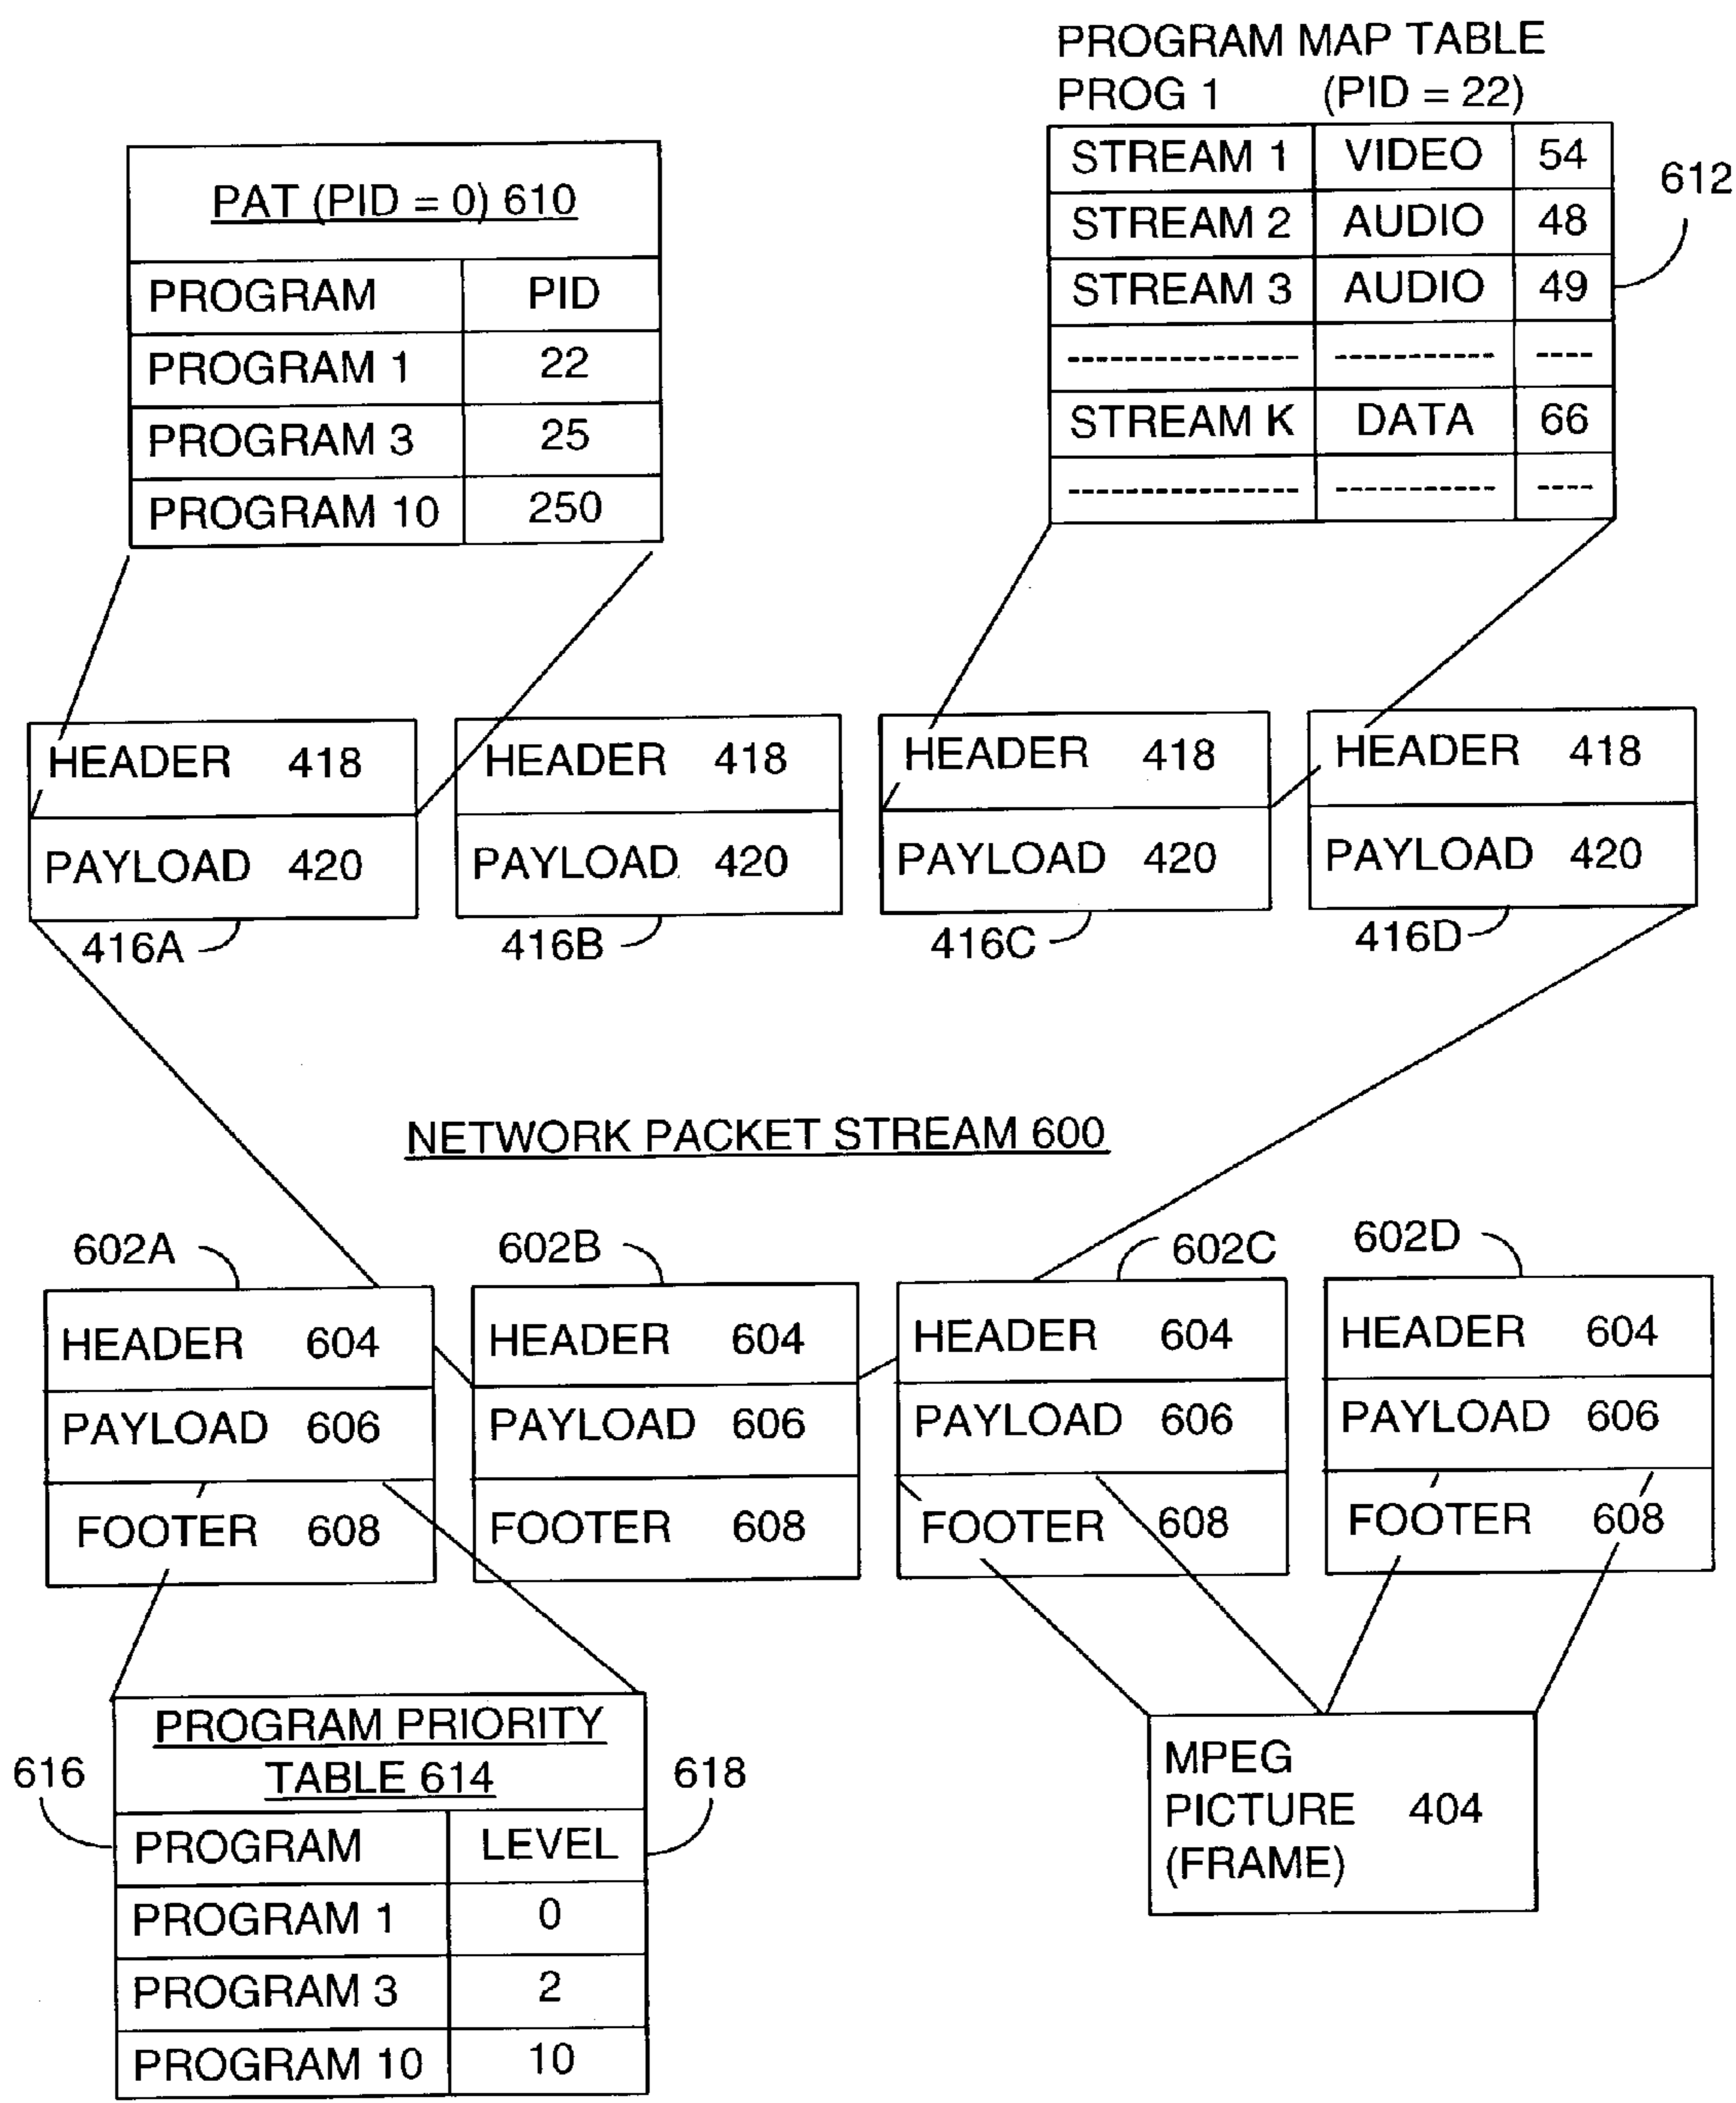 PROGRAM MAP TABLE
PROG 1 (PID = 22)
STREAM 1 VIDEO 54
STREAM 2 AUDIO 48
STREAM 3 AUDIO 49
--------------- ------------ ----
STREAM K DATA 66
--------------- ------------ ----
612
PAT (PID = 0) 610
PROGRAM PID
PROGRAM 1 22
PROGRAM 3 25
PROGRAM 10 250
HEADER 418
PAYLOAD 420
416A
HEADER 418
PAYLOAD 420
416B
HEADER 418
PAYLOAD 420
416C
HEADER 418
PAYLOAD 420
416D
NETWORK PACKET STREAM 600
602A
HEADER 604
PAYLOAD 606
FOOTER 608
602B
HEADER 604
PAYLOAD 606
FOOTER 608
602C
HEADER 604
PAYLOAD 606
FOOTER 608
602D
HEADER 604
PAYLOAD 606
FOOTER 608
PROGRAM PRIORITY
TABLE 614
616
618
PROGRAM LEVEL
PROGRAM 1 0
PROGRAM 3 2
PROGRAM 10 10
MPEG
PICTURE 404
(FRAME)